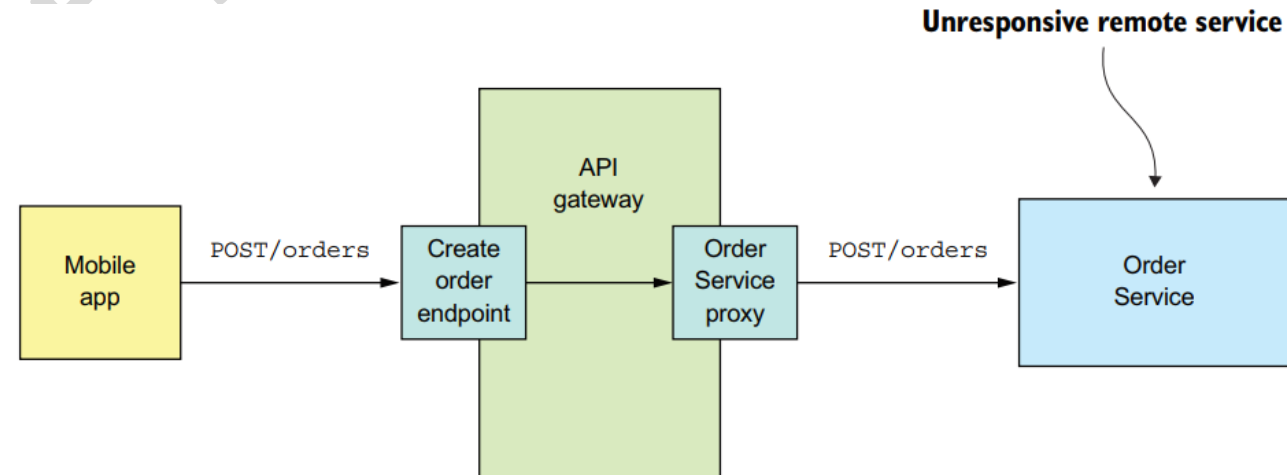 Unresponsive remote service
API
gateway
Mobile
app
POST/orders
Create
order
endpoint
Order
Service
proxy
POST/orders
Order
Service